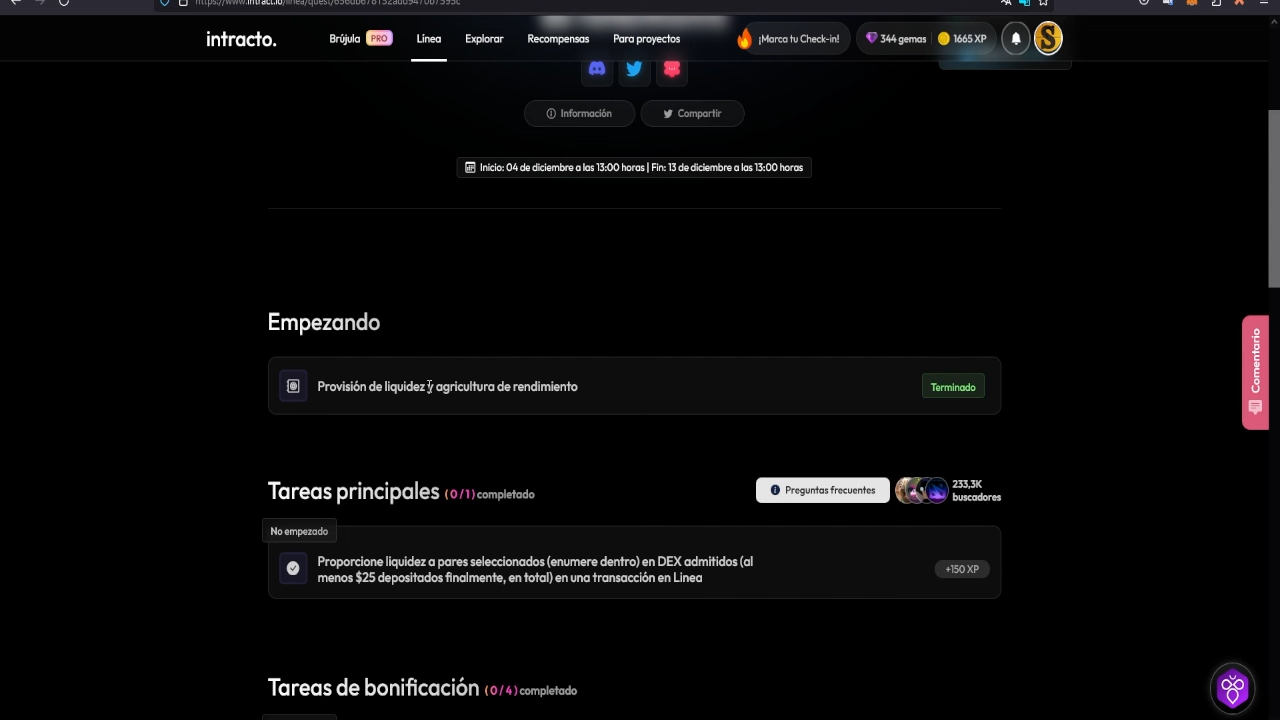 intracto.
Brújula PRO
Línea
Explorar
Recompensas
Para proyectos
¡Marca tu Check-in!
344 gemas
1665 XP
S
Información
Compartir
Inicio: 04 de diciembre a las 13:00 horas | Fin: 13 de diciembre a las 13:00 horas
Empezando
Provisión de liquidez y agricultura de rendimiento
Terminado
Comentario
Tareas principales (0/1) completado
Preguntas frecuentes
233,3K
buscadores
No empezado
Proporcione liquidez a pares seleccionados (enumere dentro) en DEX admitidos (al
menos $25 depositados finalmente, en total) en una transacción en Linea
+150 XP
Tareas de bonificación (0/4) completado